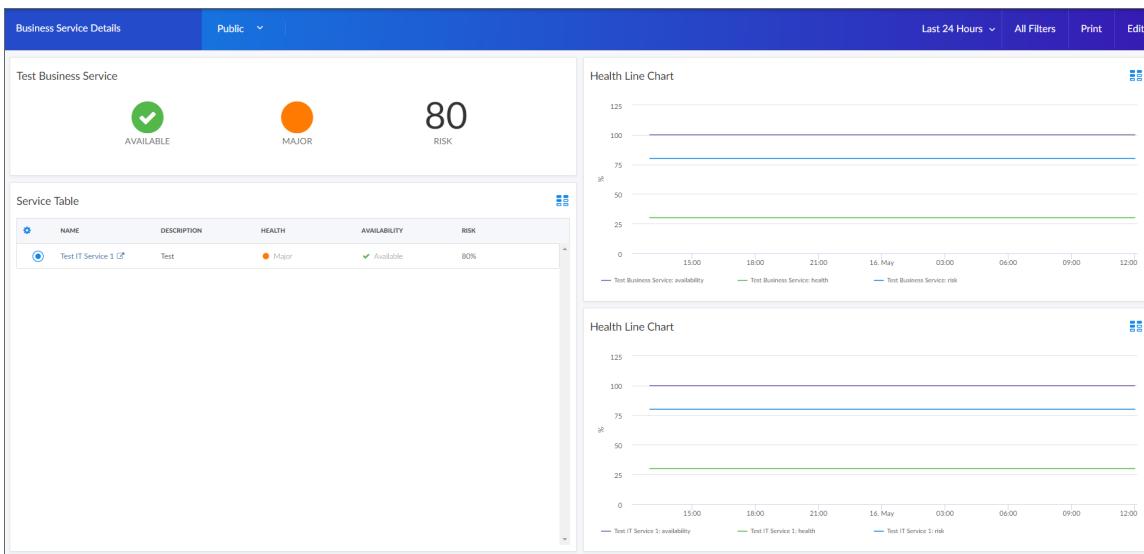 Business Service Details
Public
Last 24 Hours
All Filters
Print
Edit
Test Business Service
AVAILABLE
MAJOR
80
RISK
Service Table
NAME DESCRIPTION HEALTH AVAILABILITY RISK
Test IT Service 1 Test Major Available 80%
Health Line Chart
125
100
75
50
25
0
%
15:00 18:00 21:00 16. May 03:00 06:00 09:00 12:00
Test Business Service: availability Test Business Service: health Test Business Service: risk
Health Line Chart
125
100
75
50
25
0
%
15:00 18:00 21:00 16. May 03:00 06:00 09:00 12:00
Test IT Service 1: availability Test IT Service 1: health Test IT Service 1: risk